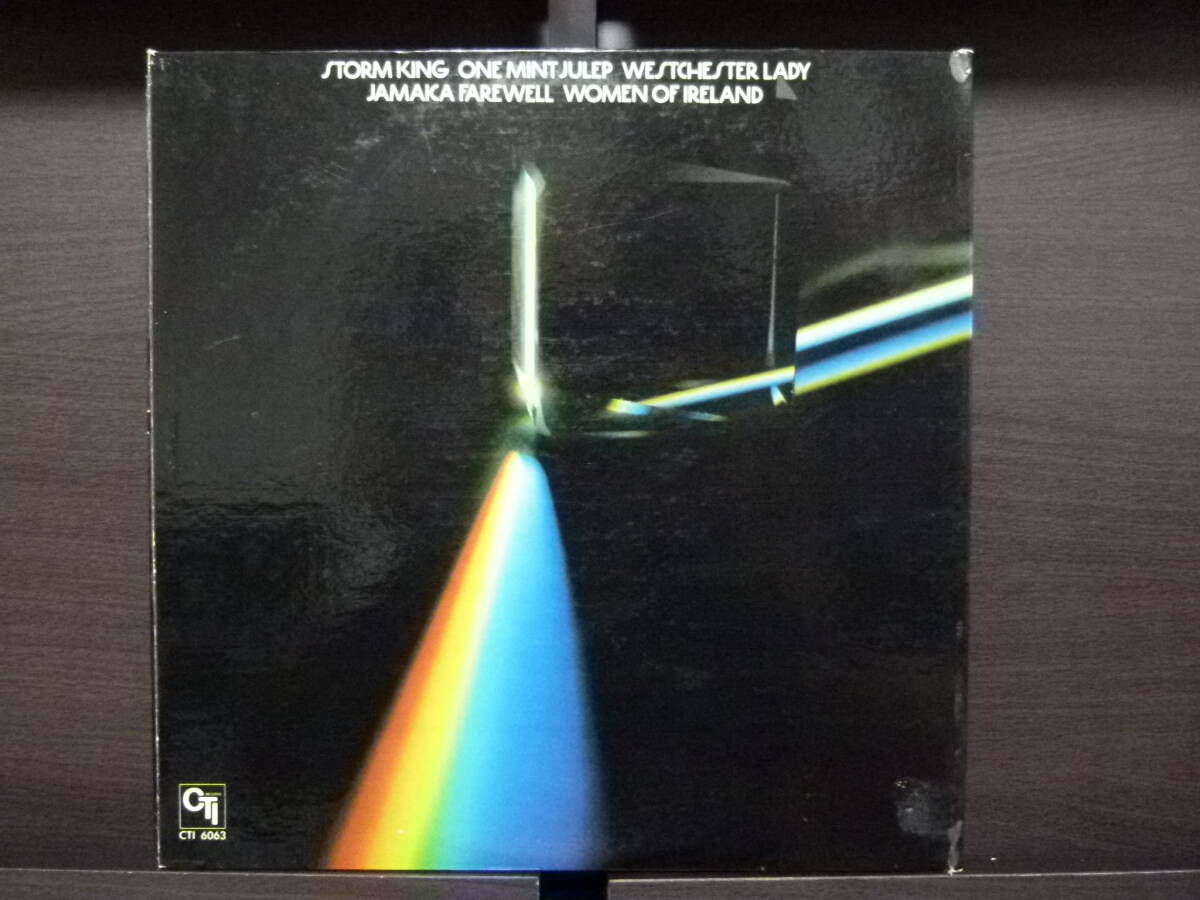 STORM KING ONE MINT JULEP WESTCHESTER LADY
JAMAICA FAREWELL WOMEN OF IRELAND
CTI
CTI 6063